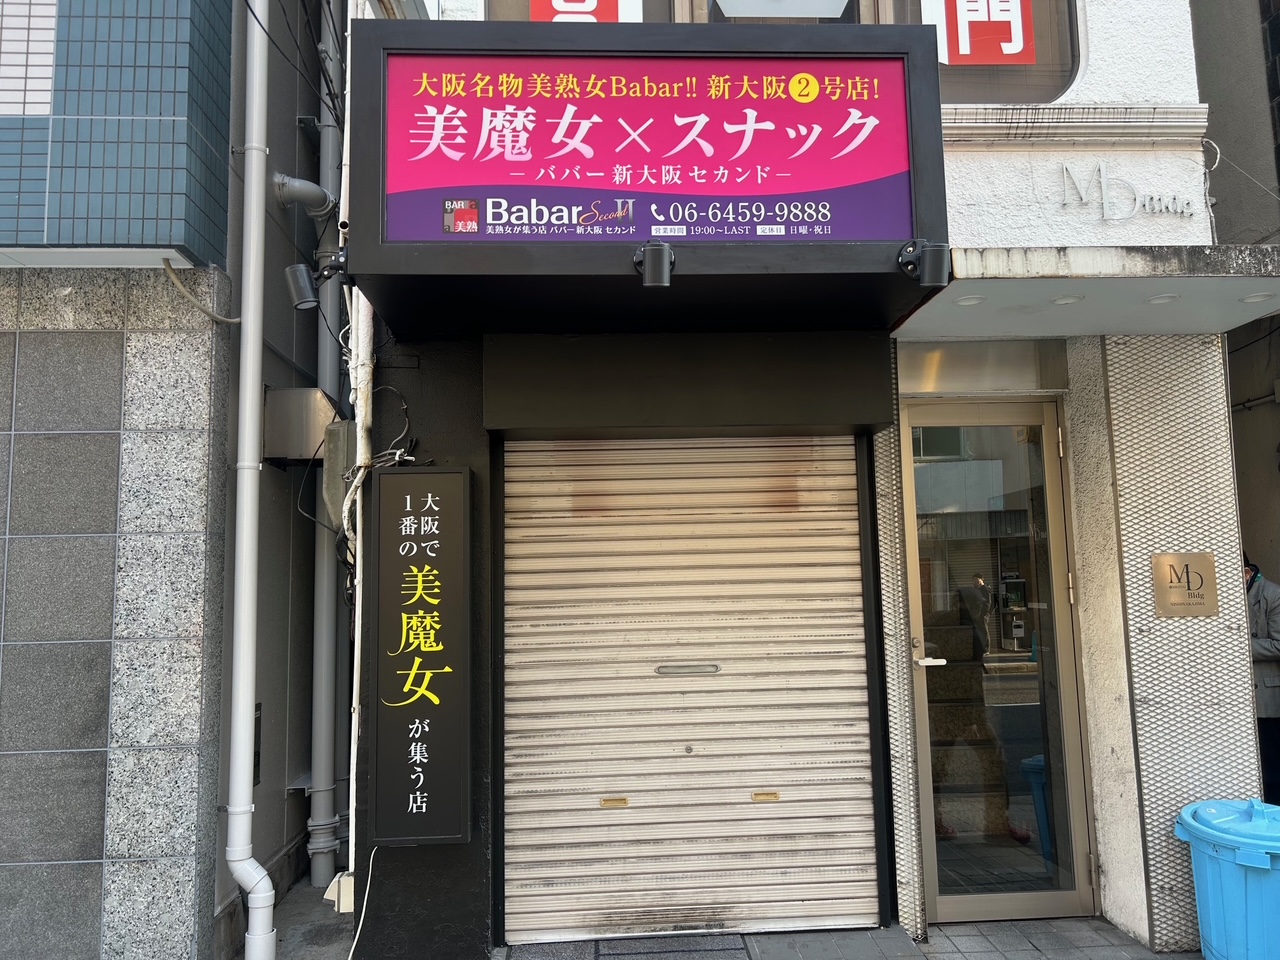 門
大阪名物美熟女Babar!! 新大阪2号店!
美魔女×スナック
－ババー新大阪セカンド－
BAR
美熟
Babar Second II
美熟女が集う店 ババー新大阪 セカンド
06-6459-9888
営業時間 19:00~LAST 定休日 日曜・祝日
MD Bldg
大阪で
1番の
美魔女
が集う店
MD
Bldg